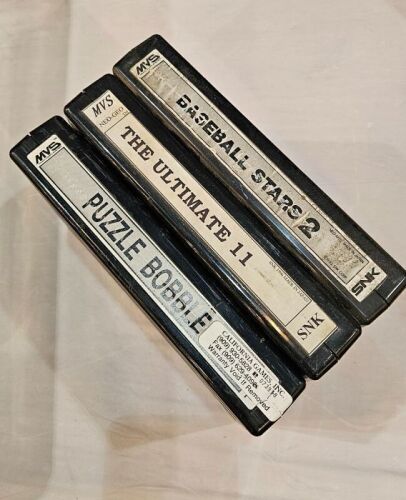 MVS
PUZZLE BOBBLE
CALIFORNIA GAMES, INC.
Warranty Void If Removed
MVS
NEO-GEO
THE ULTIMATE 11
SNK
MVS
BASEBALL STARS 2
SNK